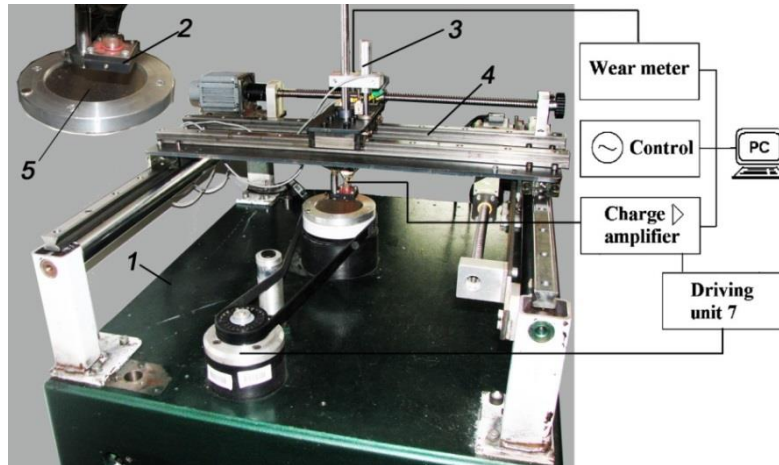 2
3
Wear meter
4
Control
PC
5
Charge
amplifier
1
Driving
unit 7